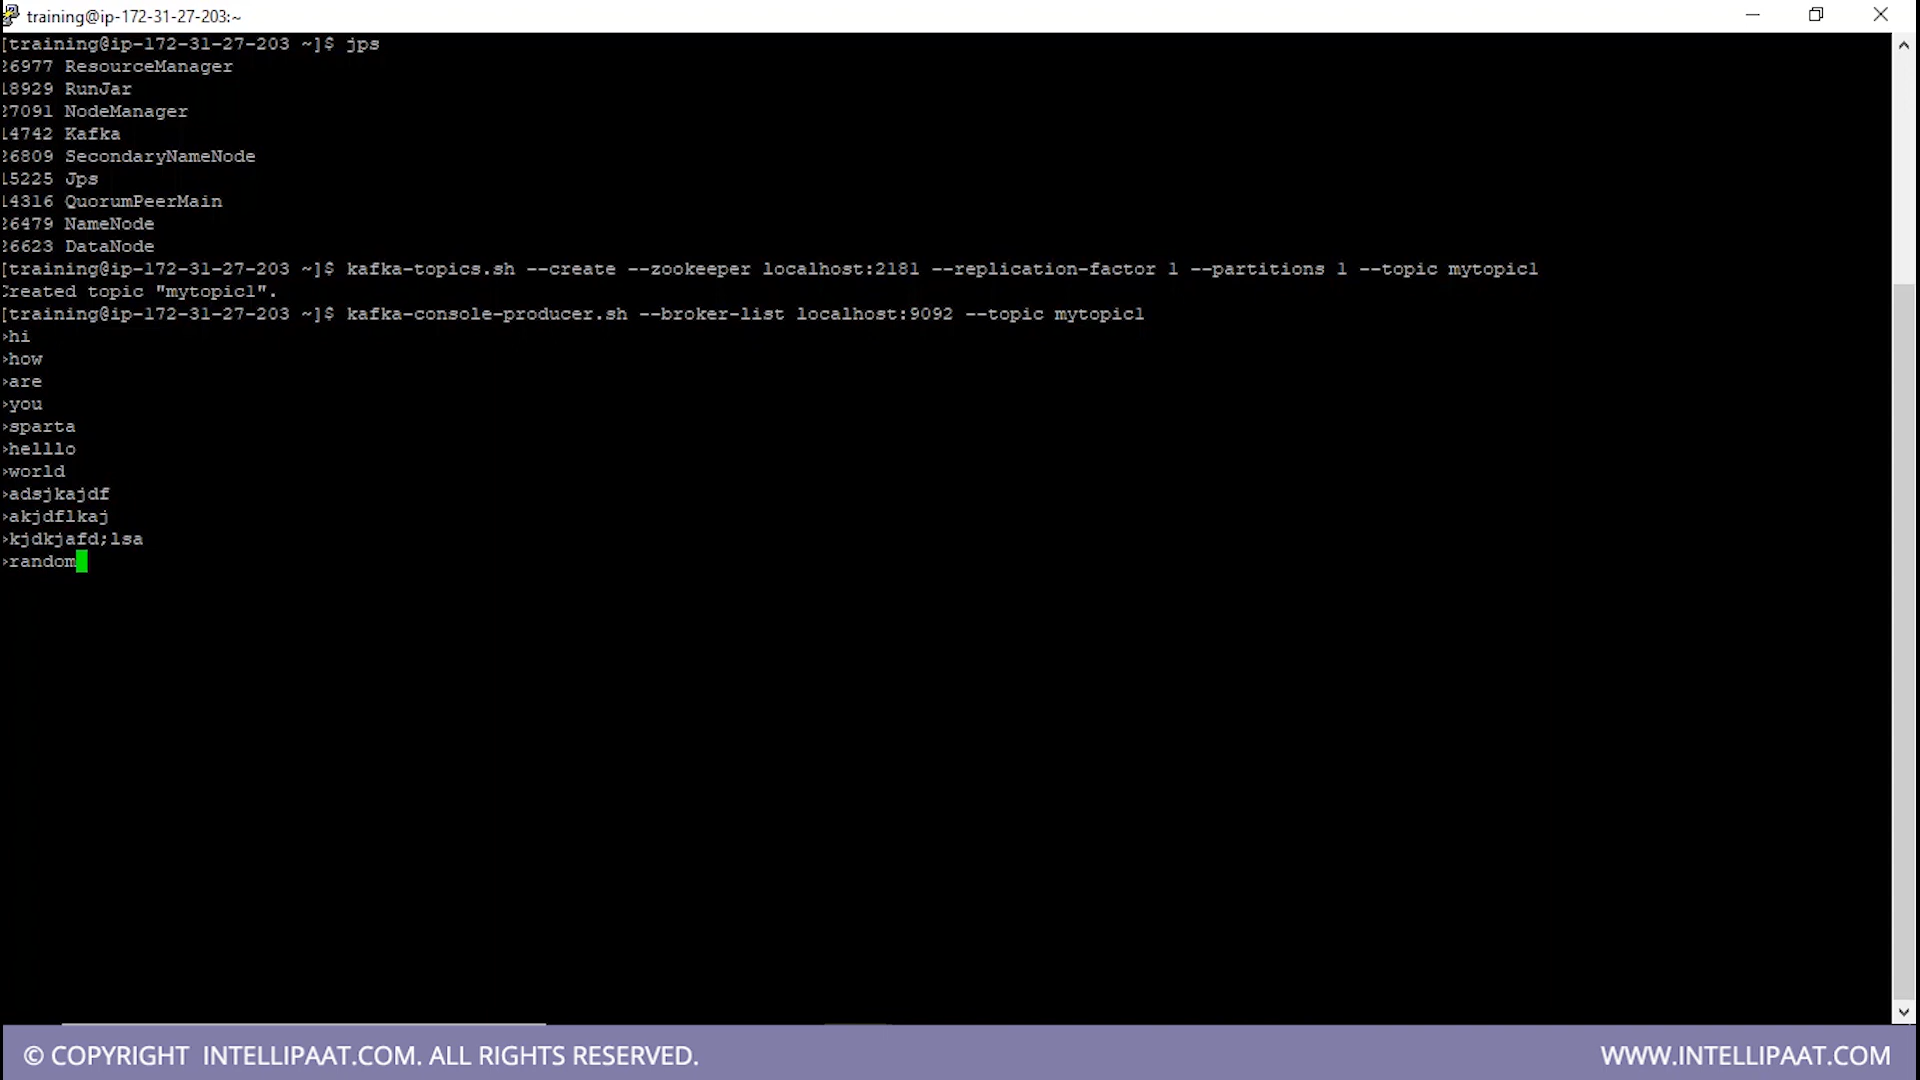 training@ip-172-31-27-203:~
[training@ip-172-31-27-203 ~]$ jps
26977 ResourceManager
18929 RunJar
27091 NodeManager
14742 Kafka
26809 SecondaryNameNode
15225 Jps
14316 QuorumPeerMain
26479 NameNode
26623 DataNode
[training@ip-172-31-27-203 ~]$ kafka-topics.sh --create --zookeeper localhost:2181 --replication-factor 1 --partitions 1 --topic mytopic1
Created topic "mytopic1".
[training@ip-172-31-27-203 ~]$ kafka-console-producer.sh --broker-list localhost:9092 --topic mytopic1
>hi
>how
>are
>you
>sparta
>helllo
>world
>adsjkajdf
>akjdflkaj
>kjdkjafd;lsa
>random
© COPYRIGHT INTELLIPAAT.COM. ALL RIGHTS RESERVED.
WWW.INTELLIPAAT.COM